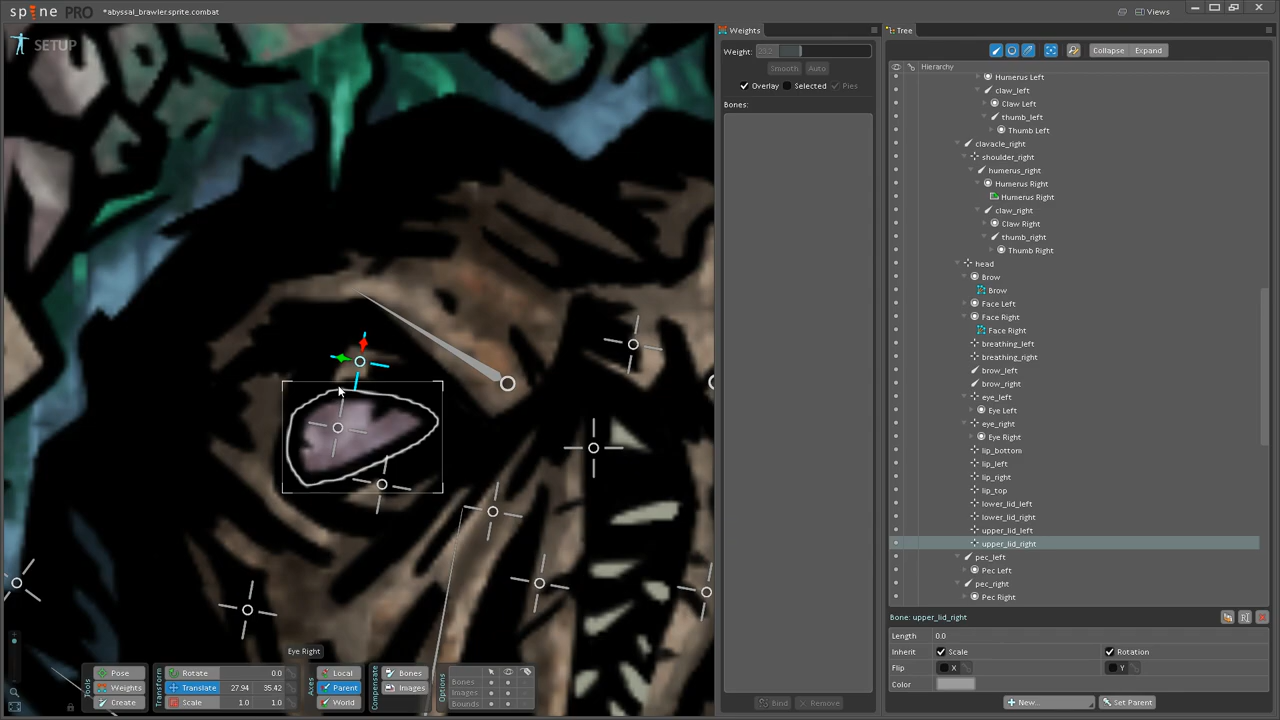 spine PRO
*abyssal_brawler.sprite.combat
Views
SETUP
Weights
Weight:
Smooth
Auto
Overlay
Selected
Pies
Bones:
Bind
Remove
Tree
Collapse
Expand
Hierarchy
Humerus Left
claw_left
Claw Left
thumb_left
Thumb Left
clavacle_right
shoulder_right
humerus_right
Humerus Right
Humerus Right
claw_right
Claw Right
thumb_right
Thumb Right
head
Brow
Brow
Face Left
Face Right
Face Right
breathing_left
breathing_right
brow_left
brow_right
eye_left
Eye Left
eye_right
Eye Right
lip_bottom
lip_left
lip_right
lip_top
lower_lid_left
lower_lid_right
upper_lid_left
upper_lid_right
pec_left
Pec Left
pec_right
Pec Right
Bone: upper_lid_right
Length 0.0
Inherit Scale Rotation
Flip X Y
Color
New...
Set Parent
Eye Right
Tools
Pose
Weights
Create
Transform
Rotate 0.0
Translate 27.94 35.42
Scale 1.0 1.0
Axes
Local
Parent
World
Compensate
Bones
Images
Options
Bones
Images
Bounds